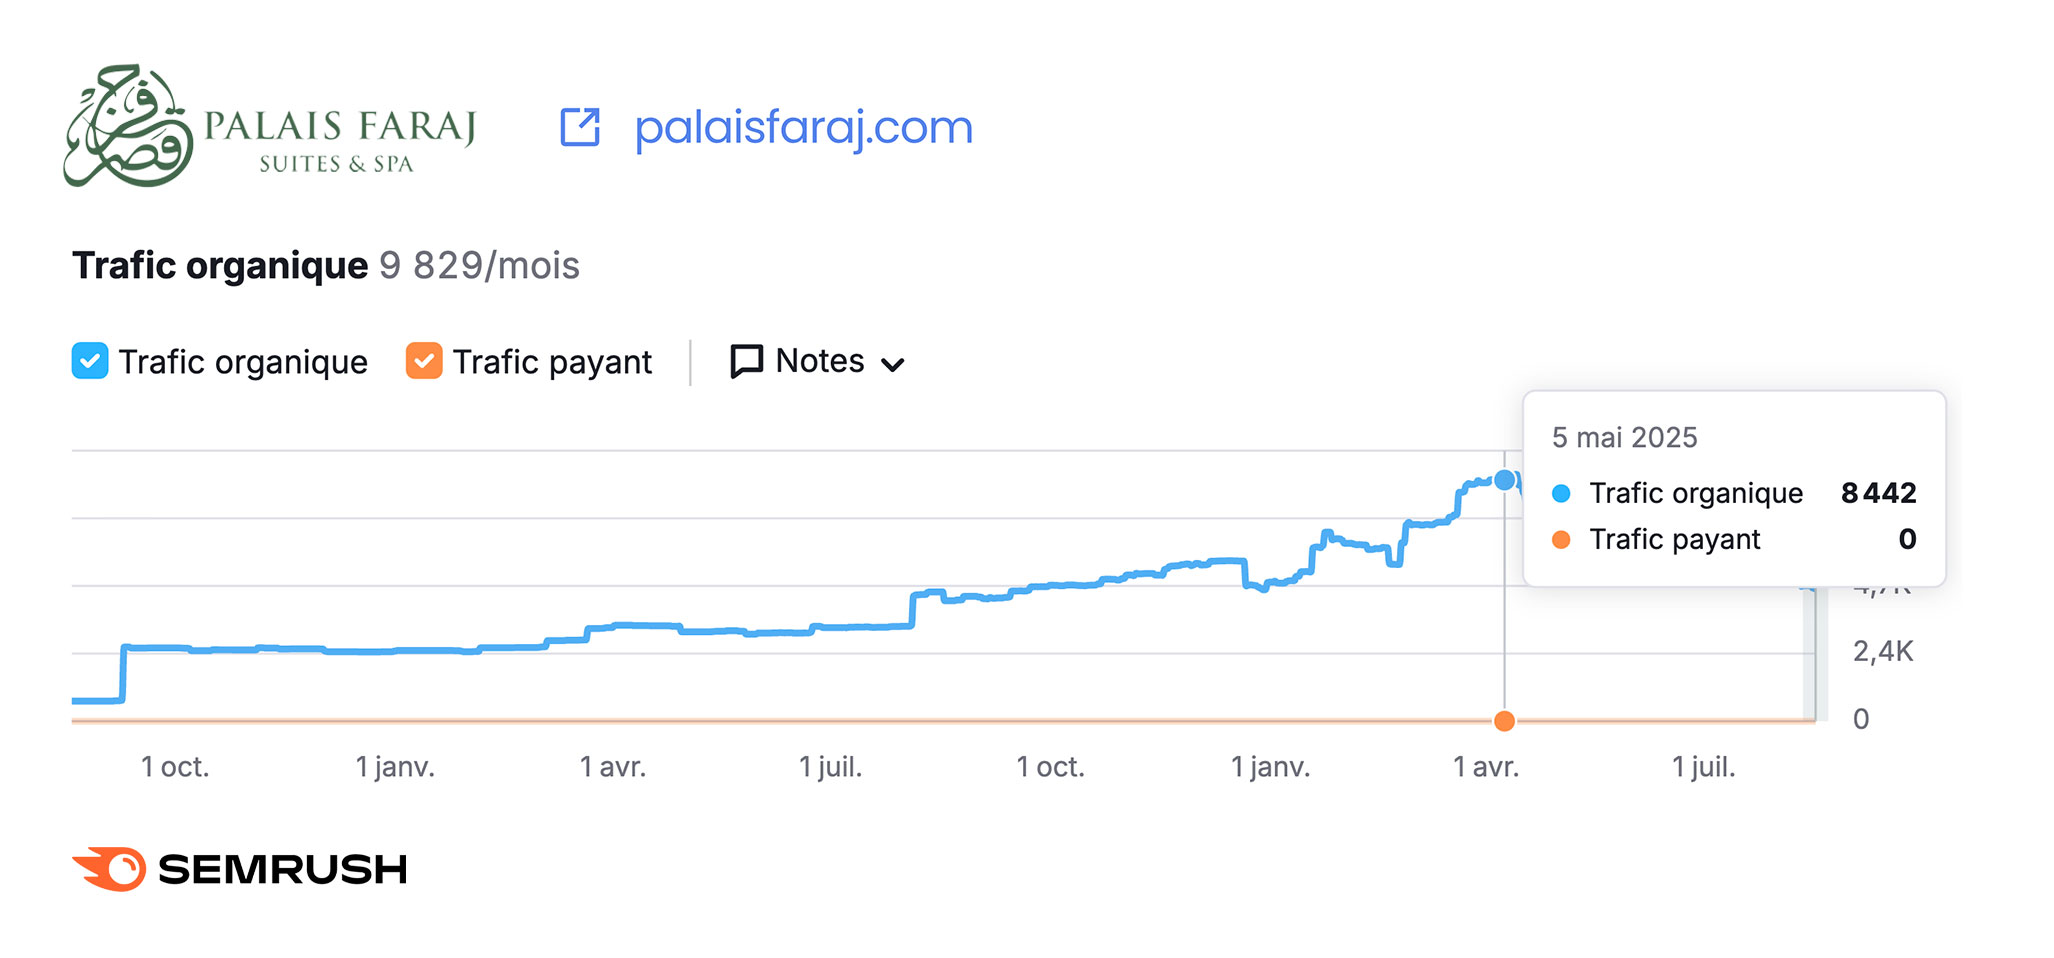 قصر فرج
PALAIS FARAJ
SUITES & SPA
palaisfaraj.com
Trafic organique 9 829/mois
Trafic organique
Trafic payant
Notes
5 mai 2025
Trafic organique 8 442
Trafic payant 0
4,7K
2,4K
0
1 oct. 1 janv. 1 avr. 1 juil. 1 oct. 1 janv. 1 avr. 1 juil.
SEMRUSH